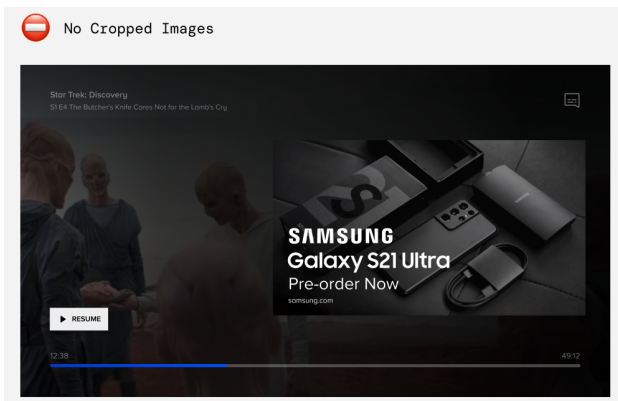 No Cropped Images
Star Trek: Discovery
S1 E4 The Butcher's Knife Cares Not for the Lamb's Cry
SAMSUNG
Galaxy S21 Ultra
Pre-order Now
samsung.com
RESUME
12:38
49:12